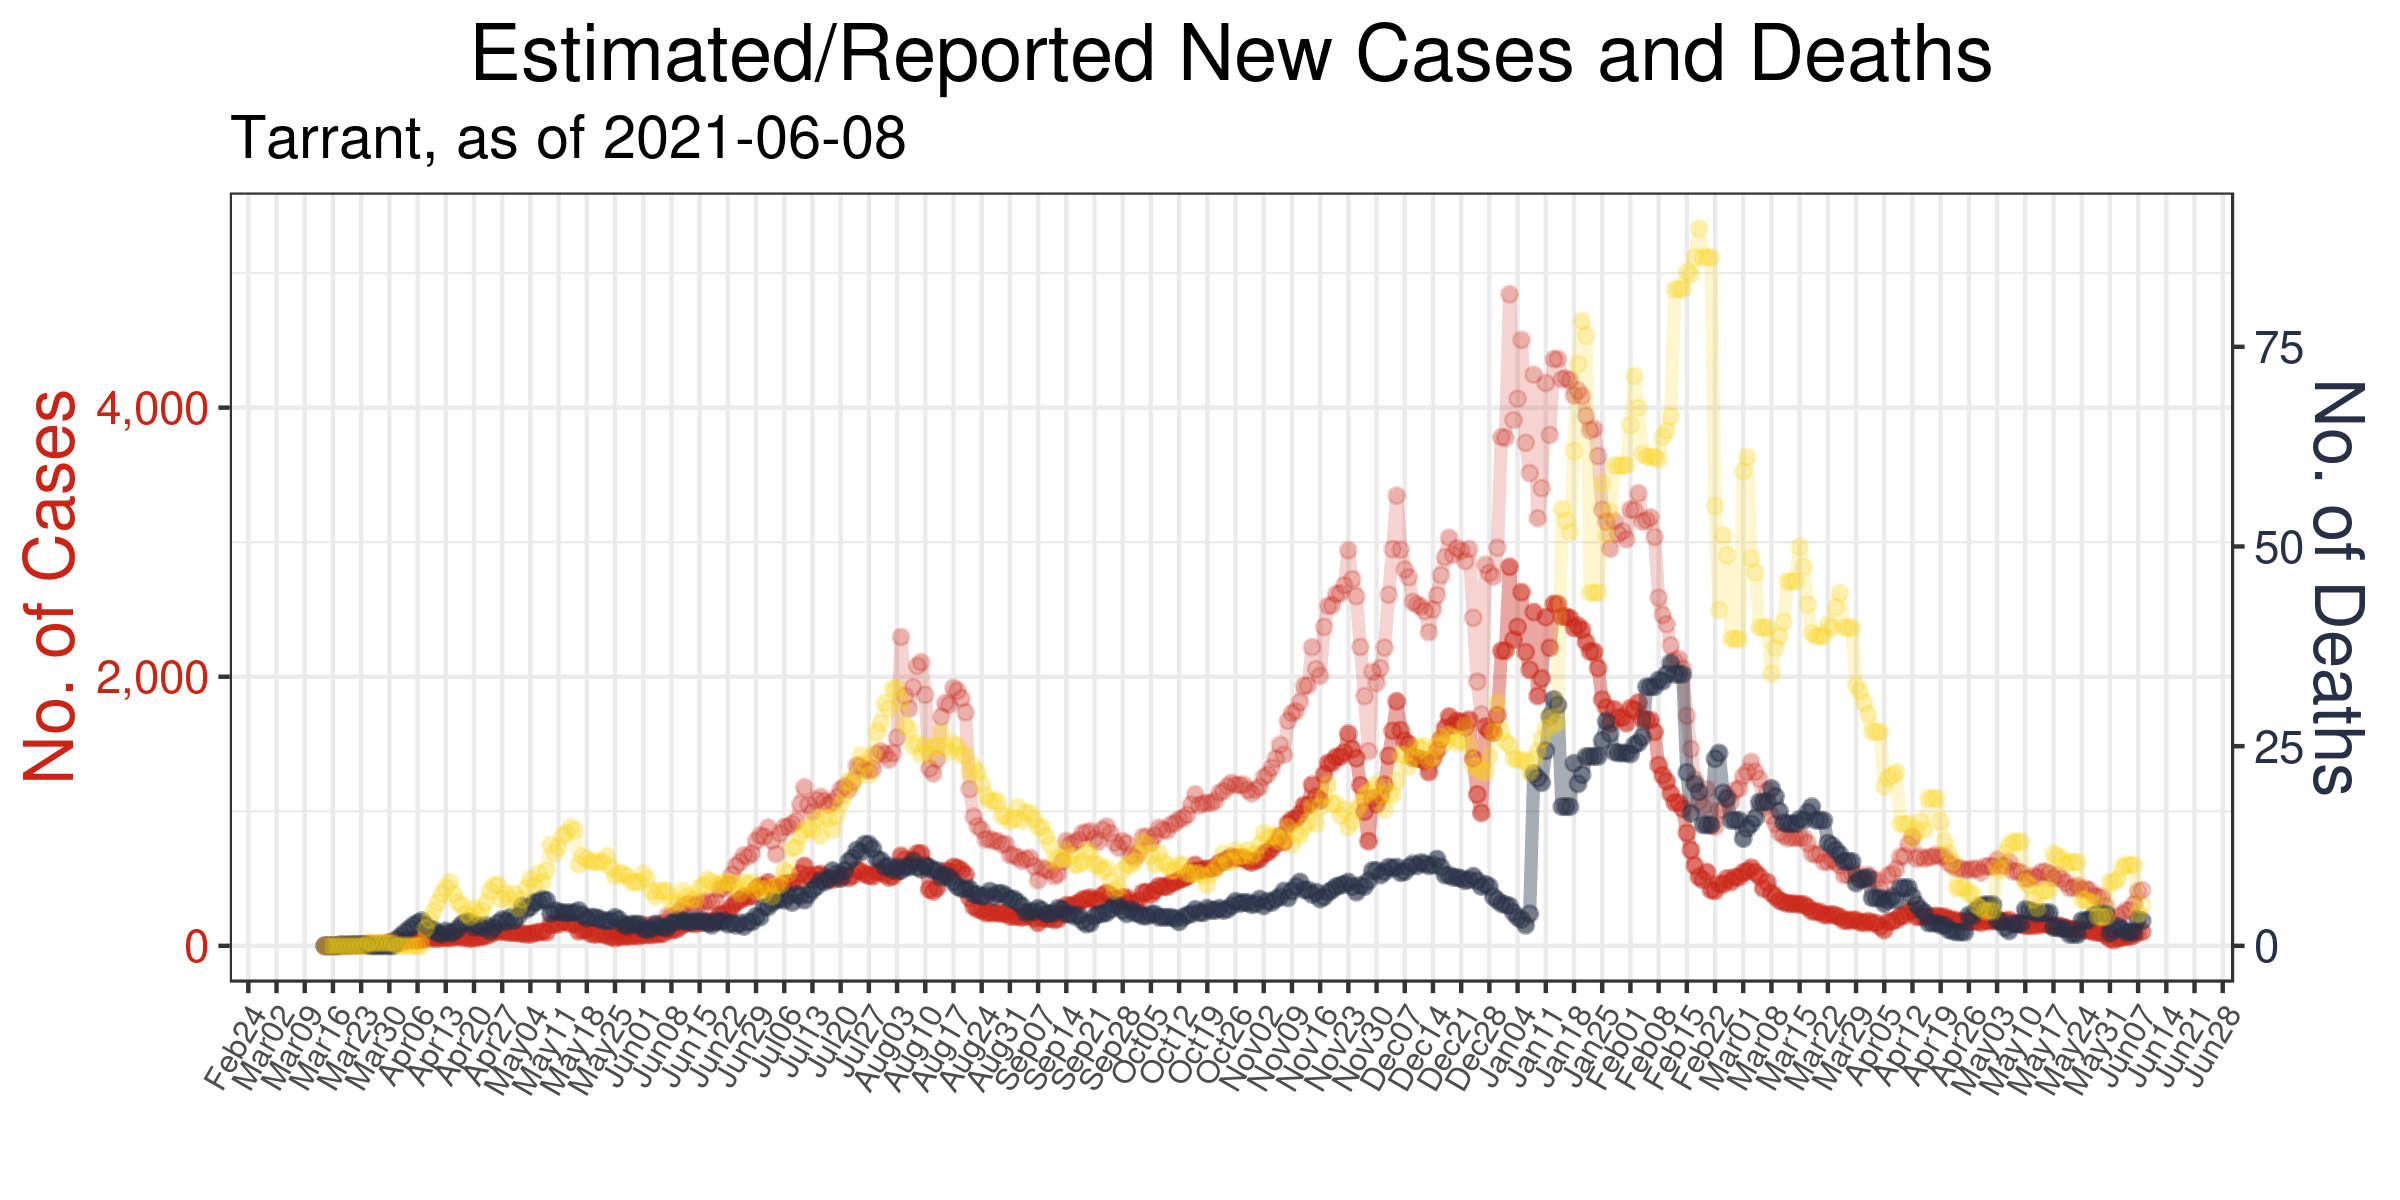 Estimated/Reported New Cases and Deaths
Tarrant, as of 2021-06-08
No. of Cases
4,000
2,000
0
75
50
25
0
No. of Deaths
Feb24
Mar02
Mar09
Mar16
Mar23
Mar30
Apr06
Apr13
Apr20
Apr27
May04
May11
May18
May25
Jun01
Jun08
Jun15
Jun22
Jun29
Jul06
Jul13
Jul20
Jul27
Aug03
Aug10
Aug17
Aug24
Aug31
Sep07
Sep14
Sep21
Sep28
Oct05
Oct12
Oct19
Oct26
Nov02
Nov09
Nov16
Nov23
Nov30
Dec07
Dec14
Dec21
Dec28
Jan04
Jan11
Jan18
Jan25
Feb01
Feb08
Feb15
Feb22
Mar01
Mar08
Mar15
Mar22
Mar29
Apr05
Apr12
Apr19
Apr26
May03
May10
May17
May24
May31
Jun07
Jun14
Jun21
Jun28